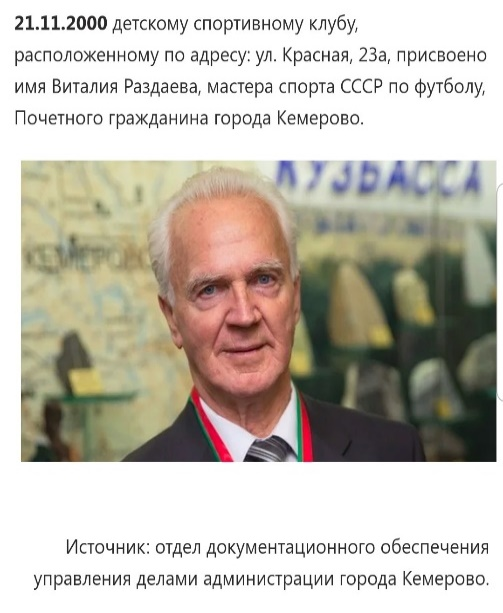 21.11.2000 детскому спортивному клубу,
расположенному по адресу: ул. Красная, 23а, присвоено
имя Виталия Раздаева, мастера спорта СССР по футболу,
Почетного гражданина города Кемерово.
КУЗБАССА
КЕМЕРОВО
Источник: отдел документационного обеспечения
управления делами администрации города Кемерово.